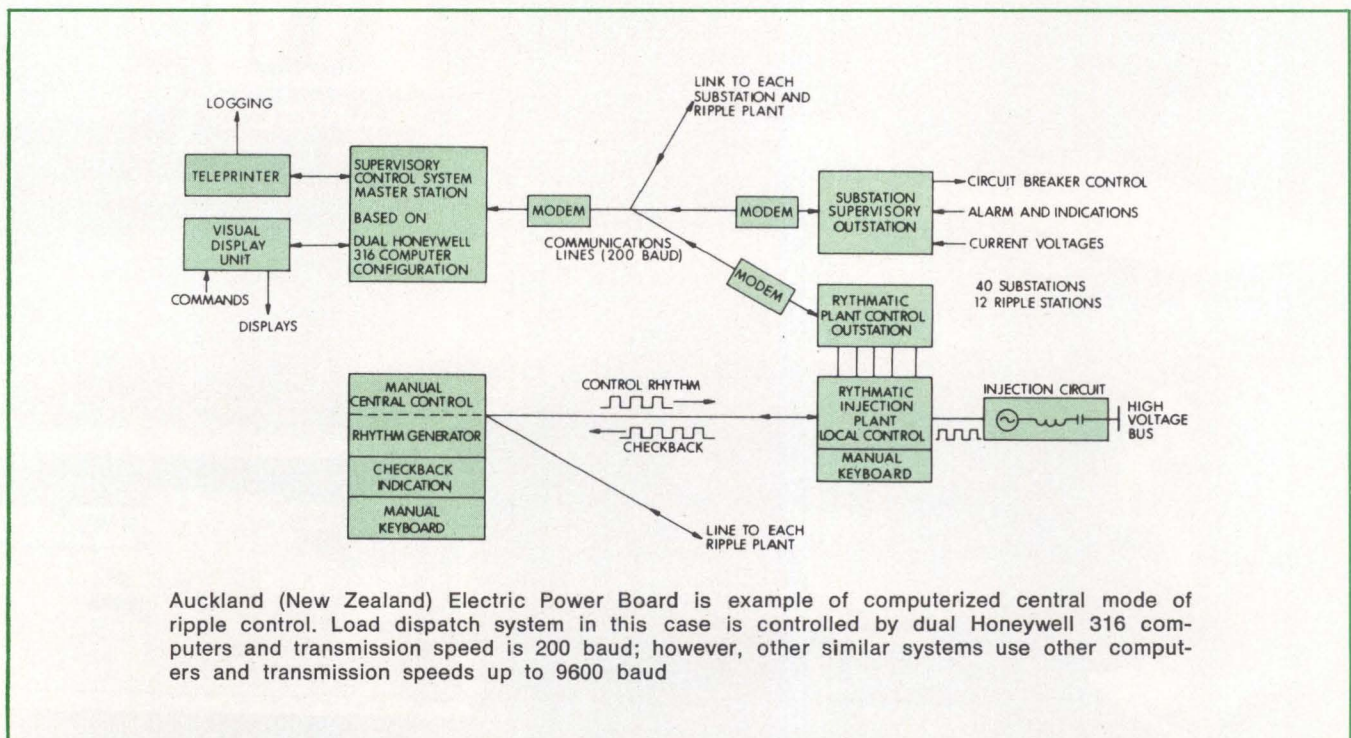 LOGGING
TELEPRINTER
VISUAL
DISPLAY
UNIT
COMMANDS
DISPLAYS
SUPERVISORY
CONTROL SYSTEM
MASTER STATION
BASED ON
DUAL HONEYWELL
316 COMPUTER
CONFIGURATION
MODEM
COMMUNICATIONS
LINES (200 BAUD)
LINK TO EACH
SUBSTATION AND
RIPPLE PLANT
MODEM
MODEM
SUBSTATION
SUPERVISORY
OUTSTATION
CIRCUIT BREAKER CONTROL
ALARM AND INDICATIONS
CURRENT VOLTAGES
40 SUBSTATIONS
12 RIPPLE STATIONS
RYTHMATIC
PLANT CONTROL
OUTSTATION
MANUAL
CENTRAL CONTROL
RHYTHM GENERATOR
CHECKBACK
INDICATION
MANUAL
KEYBOARD
CONTROL RHYTHM
CHECKBACK
LINE TO EACH
RIPPLE PLANT
RYTHMATIC
INJECTION
PLANT
LOCAL CONTROL
MANUAL
KEYBOARD
INJECTION CIRCUIT
HIGH
VOLTAGE
BUS
Auckland (New Zealand) Electric Power Board is example of computerized central mode of
ripple control. Load dispatch system in this case is controlled by dual Honeywell 316 com-
puters and transmission speed is 200 baud; however, other similar systems use other comput-
ers and transmission speeds up to 9600 baud